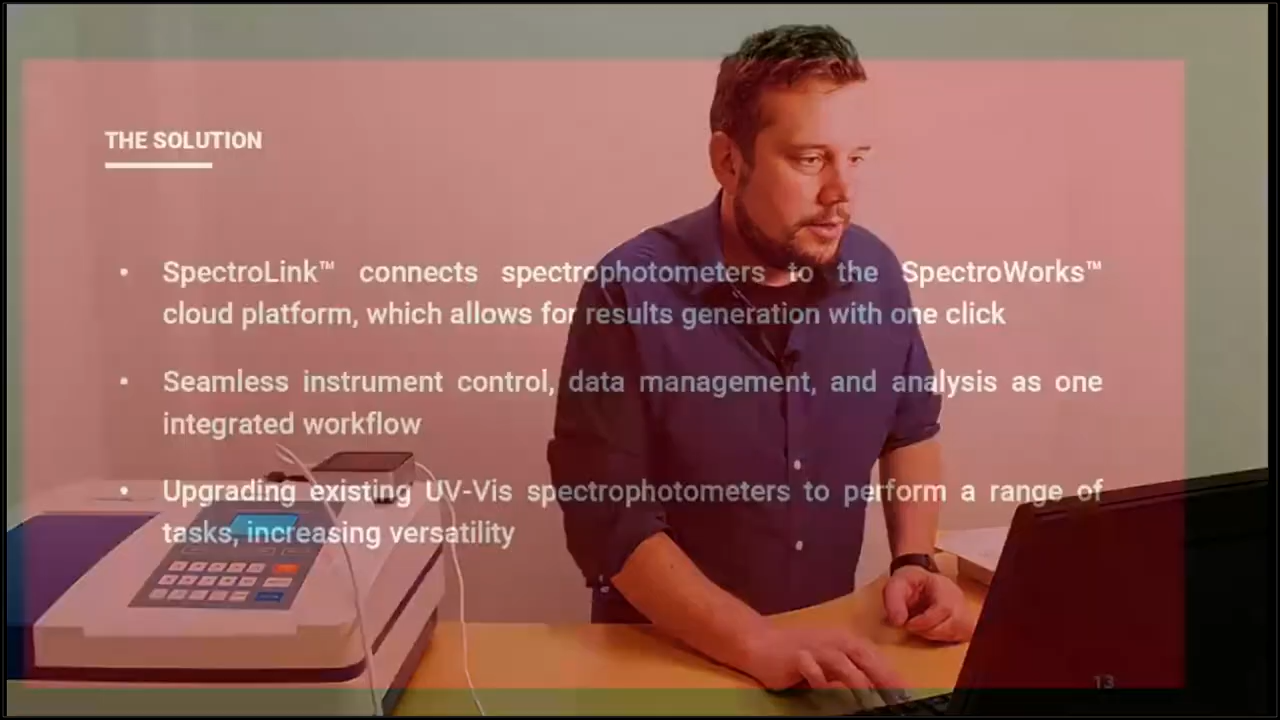 THE SOLUTION
• SpectroLink™ connects spectrophotometers to the SpectroWorks™
cloud platform, which allows for results generation with one click
• Seamless instrument control, data management, and analysis as one
integrated workflow
• Upgrading existing UV-Vis spectrophotometers to perform a range of
tasks, increasing versatility
13